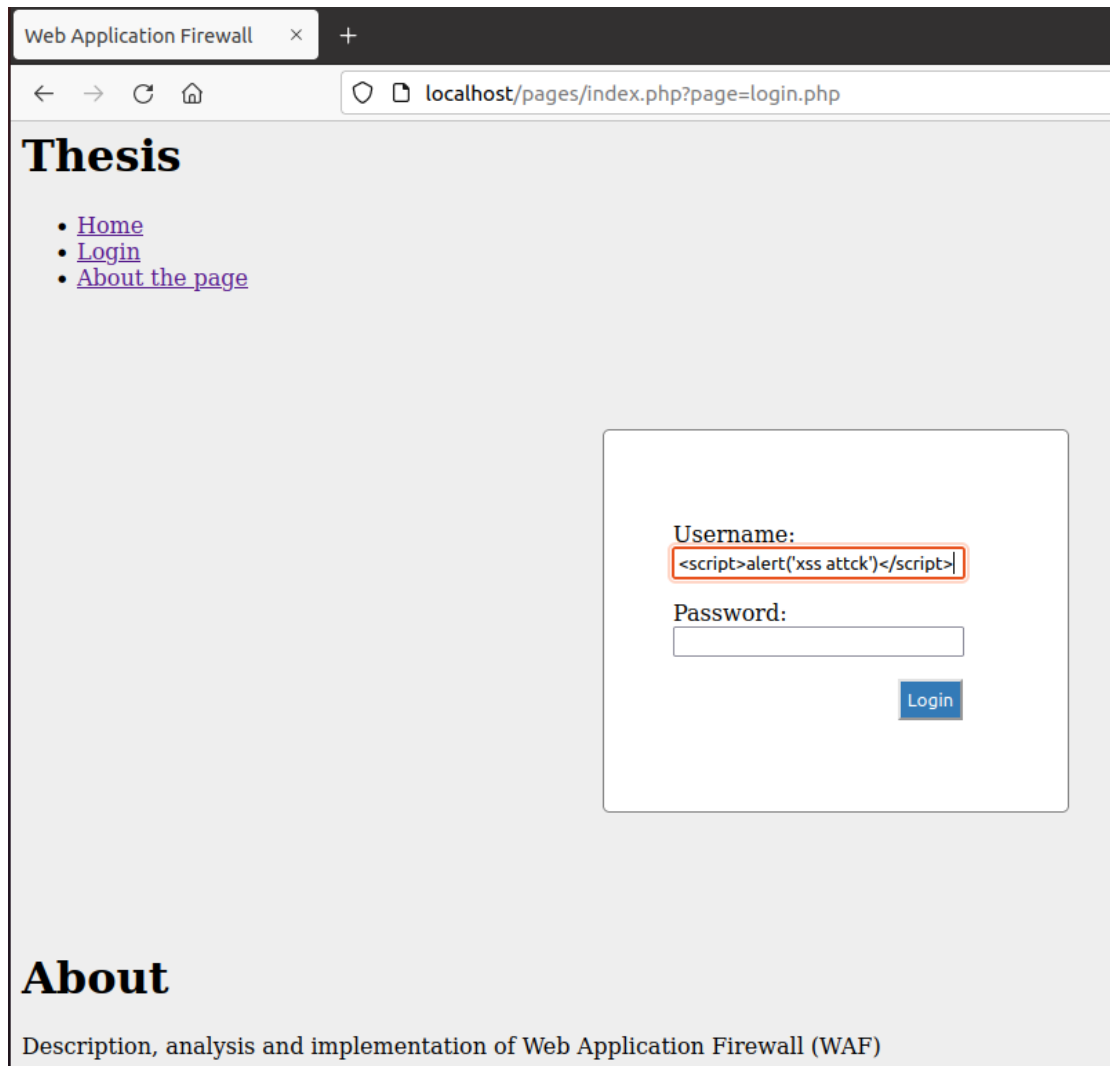 Web Application Firewall
localhost/pages/index.php?page=login.php
Thesis
Home
Login
About the page
Username:
<script>alert('xss attck')</script>
Password:
Login
About
Description, analysis and implementation of Web Application Firewall (WAF)